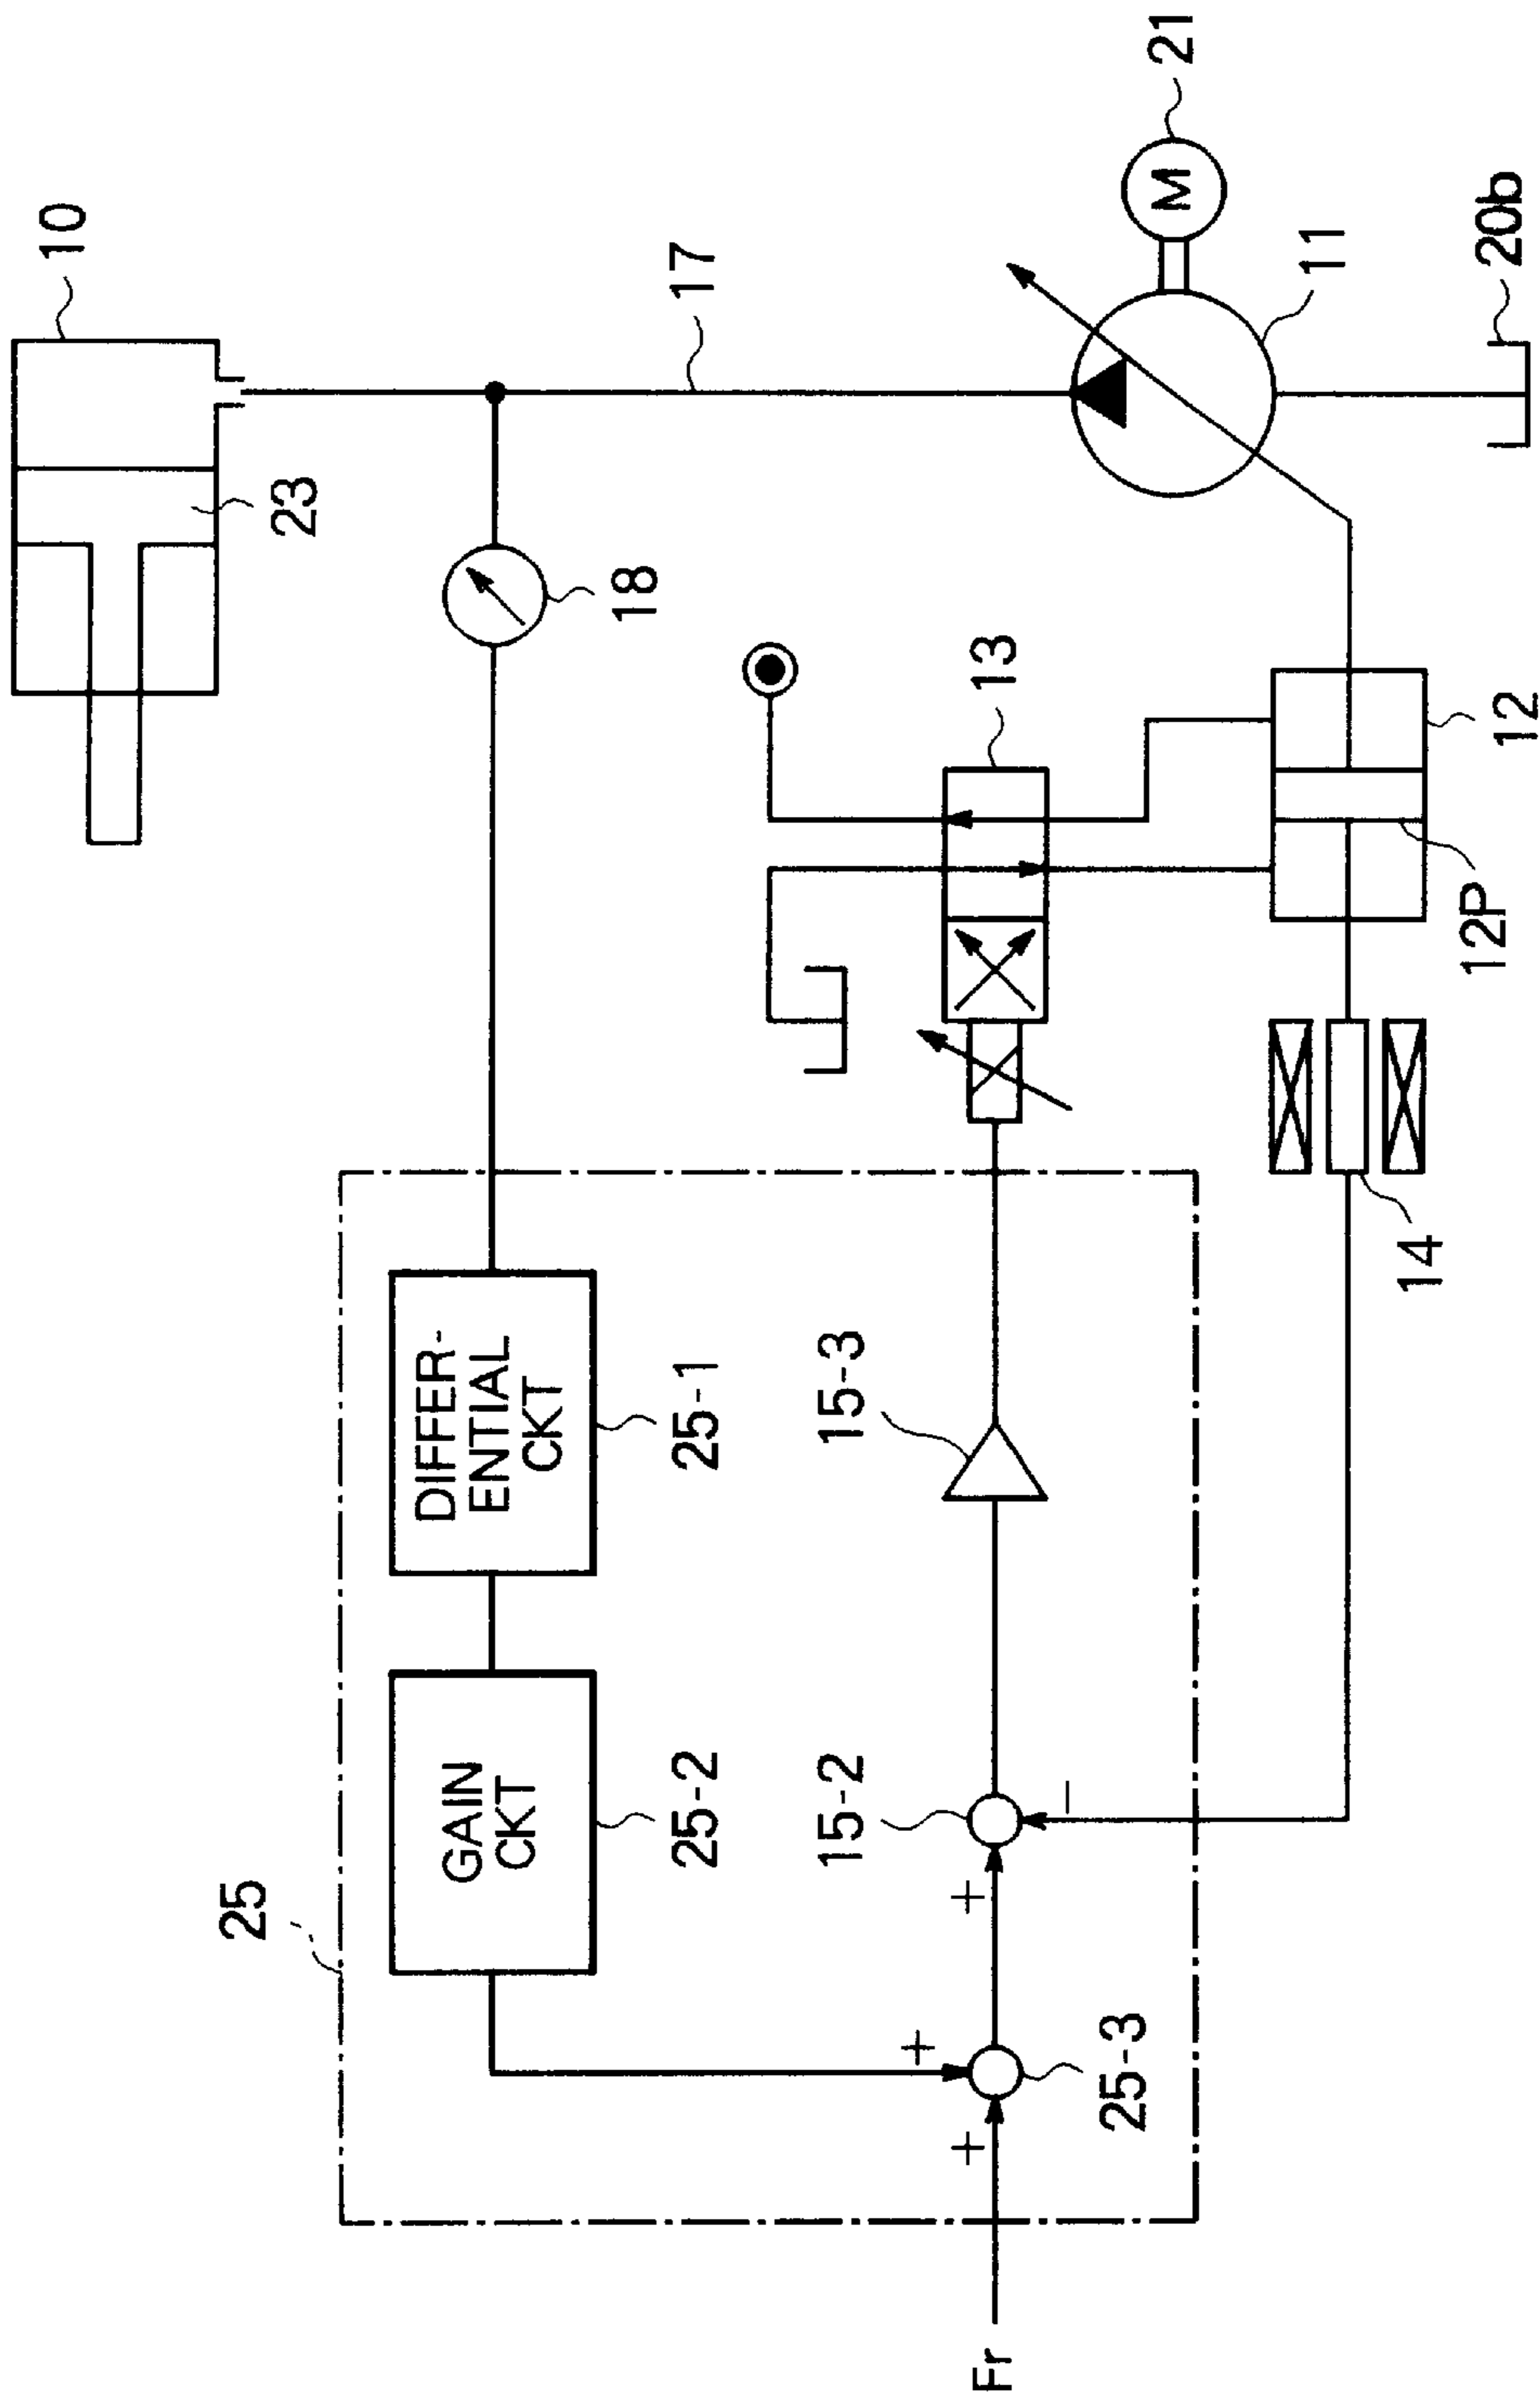 10
23
17
21
M
11
20b
18
13
12
12P
14
25
DIFFER-
ENTIAL
CKT
25-1
GAIN
CKT
25-2
15-3
15-2
25-3
+
+
+
−
Fr